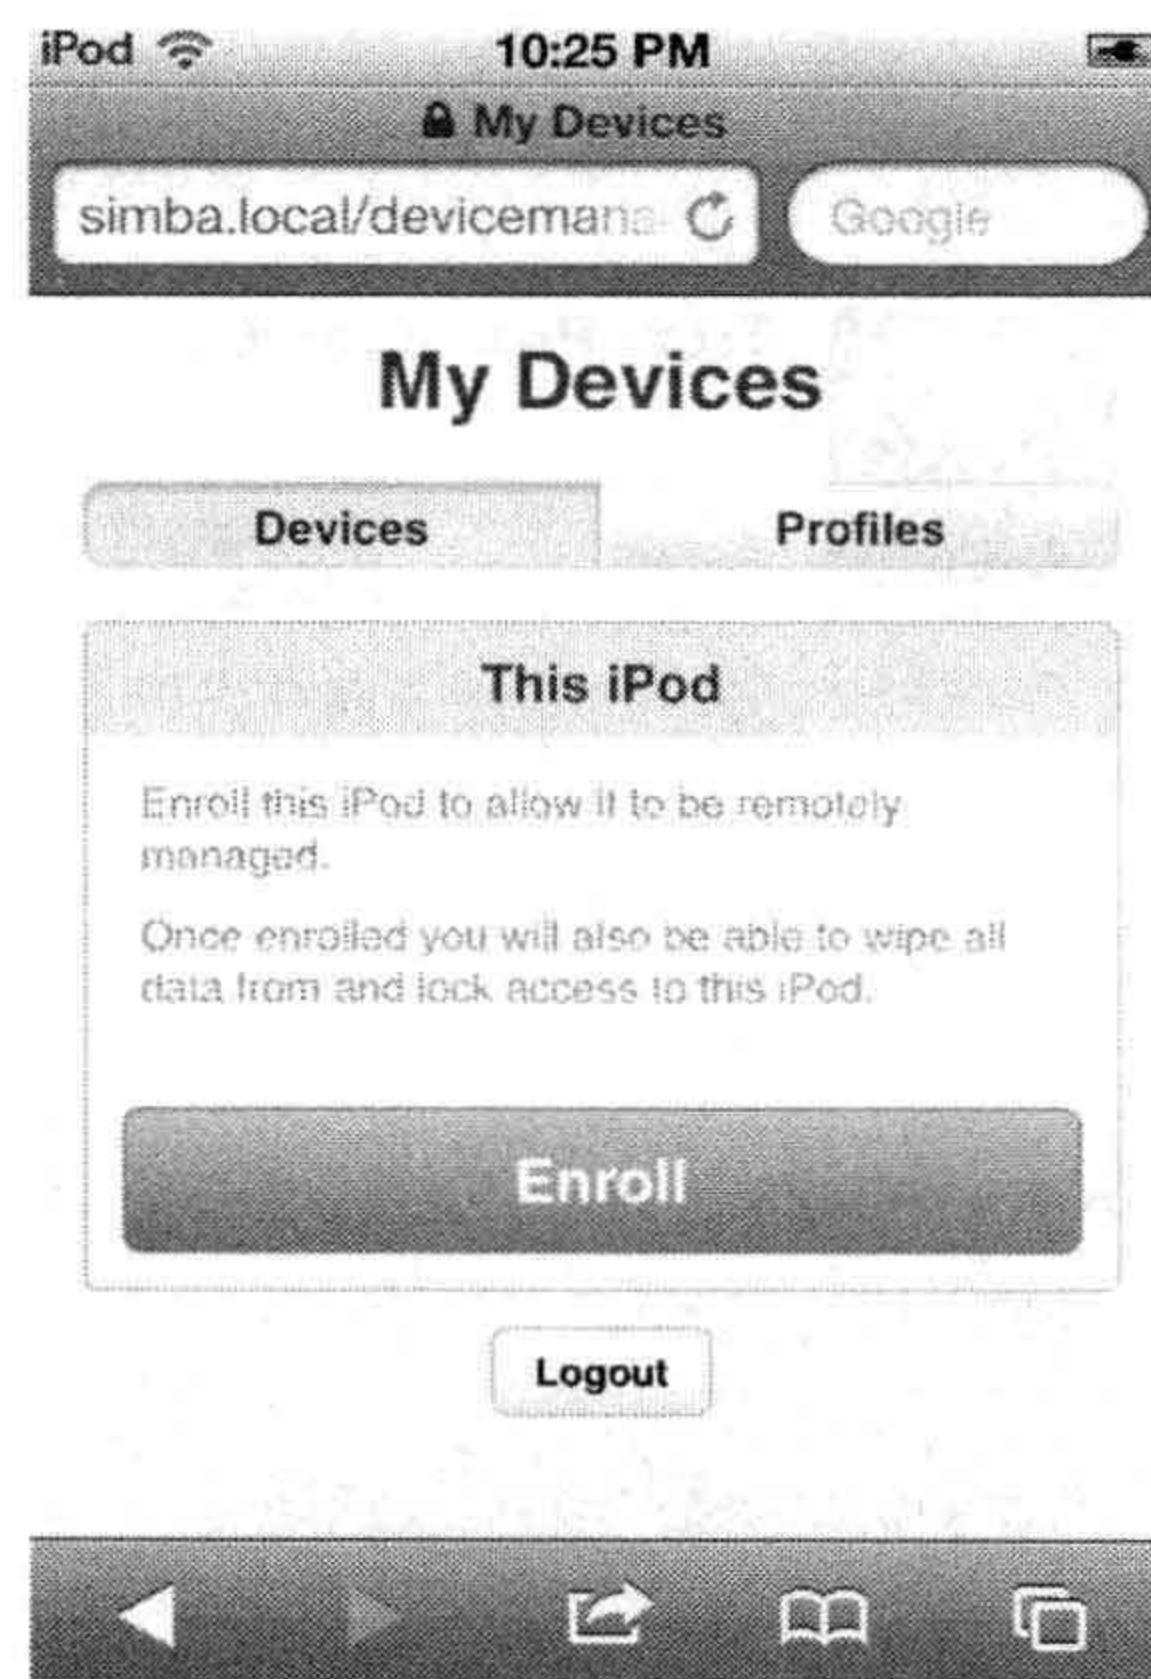 iPod 10:25 PM
My Devices
simba.local/devicemana
Google
My Devices
Devices Profiles
This iPod
Enroll this iPod to allow it to be remotely
managed.
Once enrolled you will also be able to wipe all
data from and lock access to this iPod.
Enroll
Logout